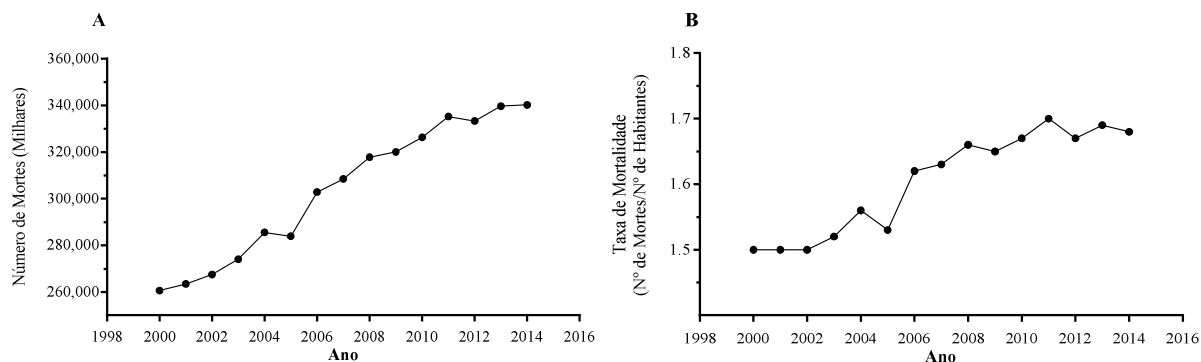 A
Número de Mortes (Milhares)
360,000
340,000
320,000
300,000
280,000
260,000
1998 2000 2002 2004 2006 2008 2010 2012 2014 2016
Ano
B
Taxa de Mortalidade
(Nº de Mortes/Nº de Habitantes)
1.8
1.7
1.6
1.5
1998 2000 2002 2004 2006 2008 2010 2012 2014 2016
Ano